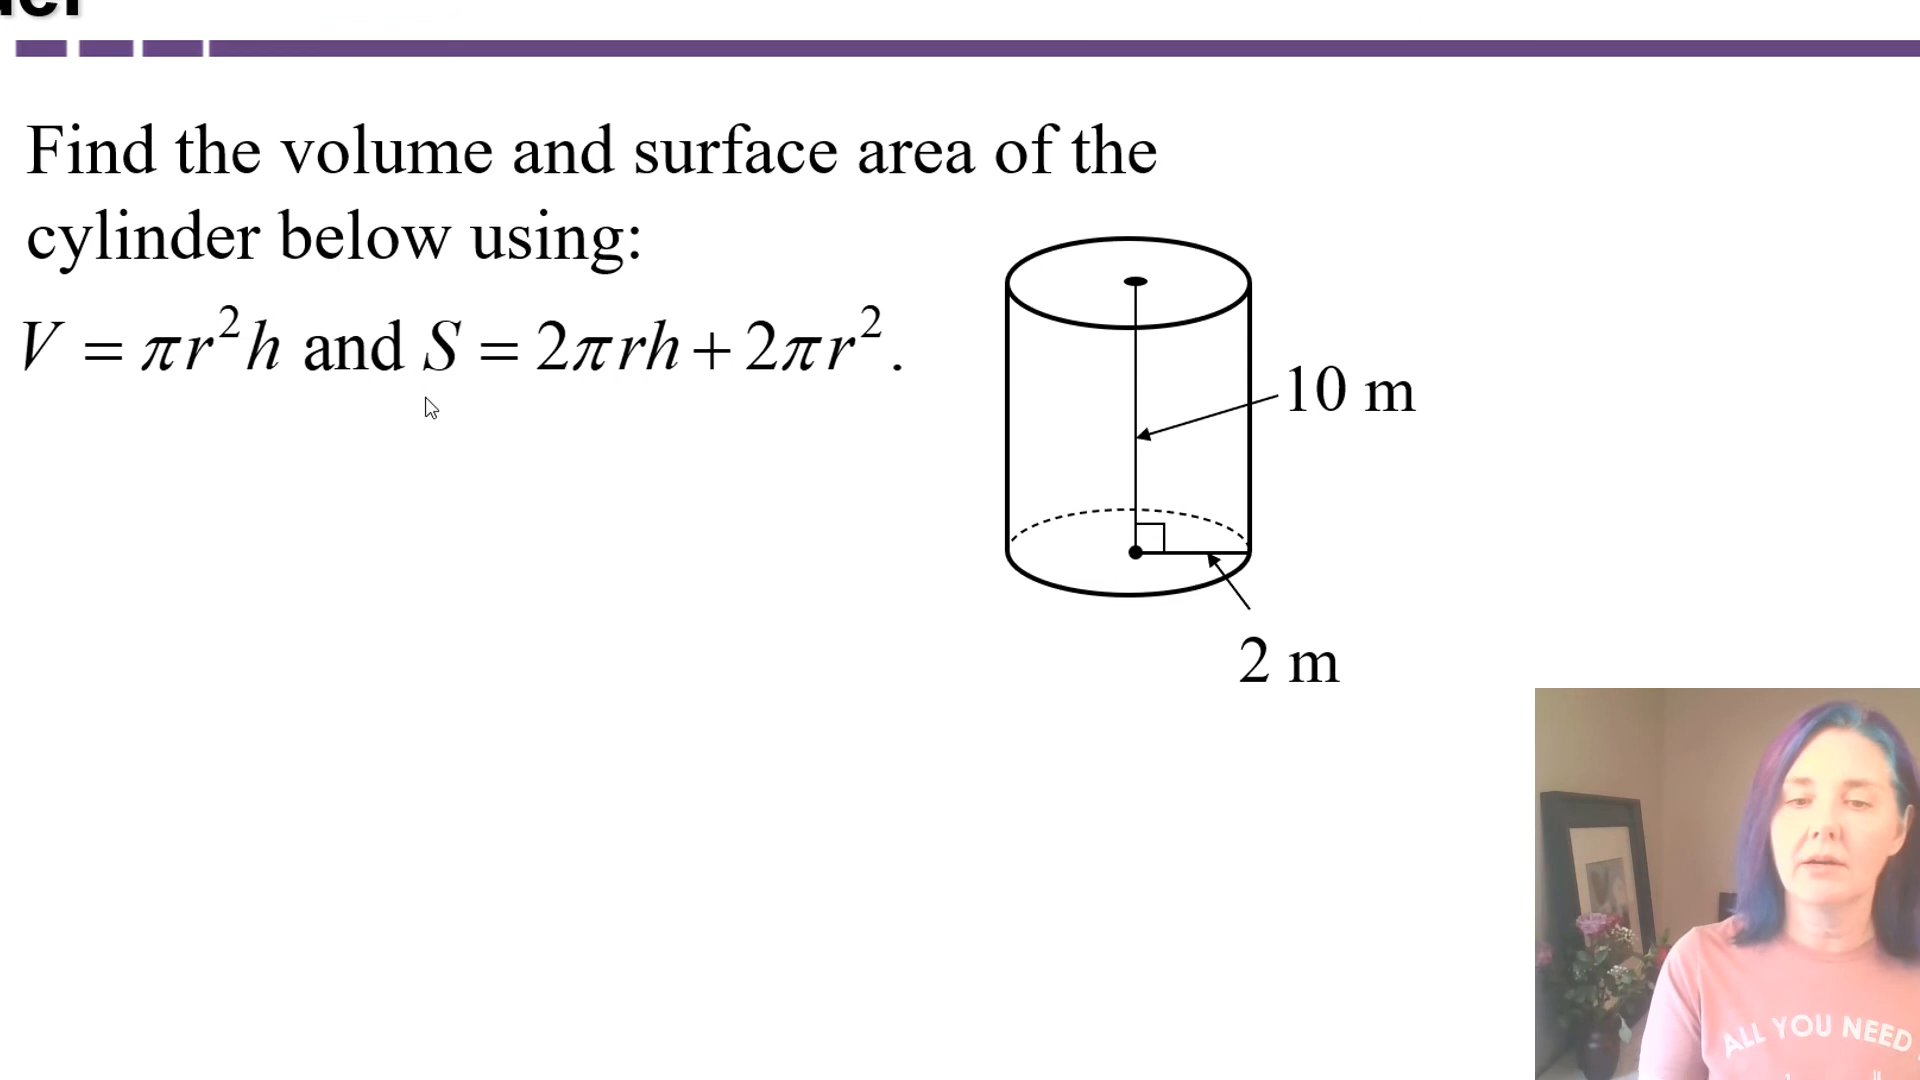 Find the volume and surface area of the
cylinder below using:
V = πr²h and S = 2πrh + 2πr².
10 m
2 m
ALL YOU NEED